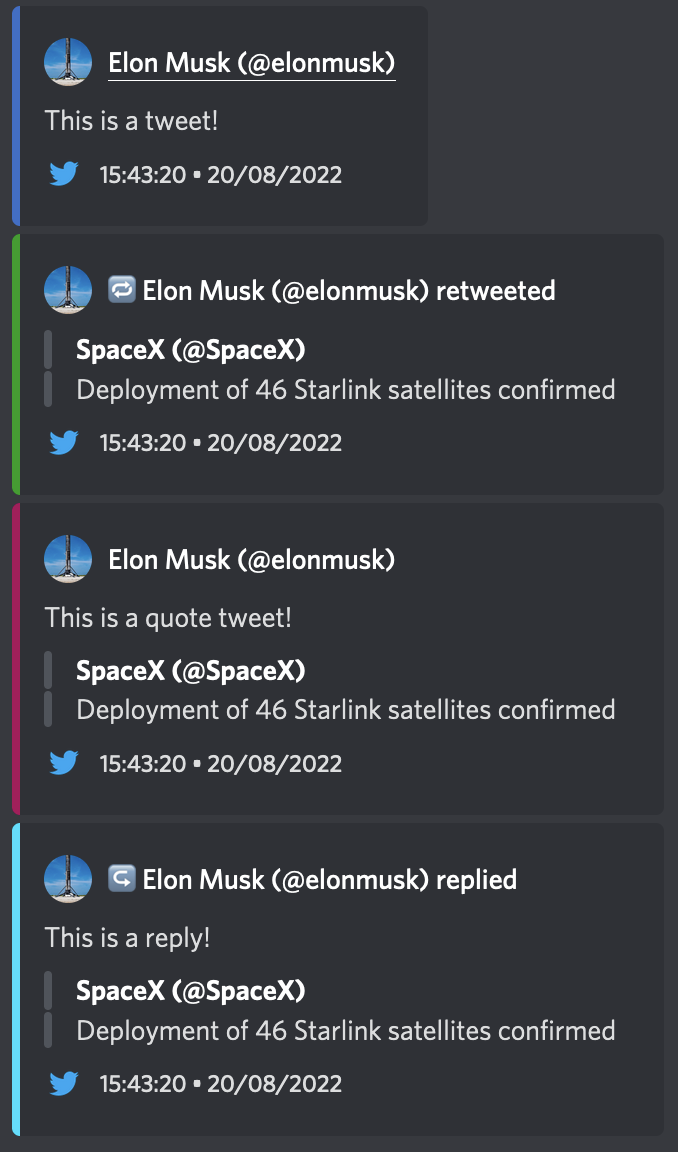 Elon Musk (@elonmusk)
This is a tweet!
15:43:20 • 20/08/2022
🔁 Elon Musk (@elonmusk) retweeted
SpaceX (@SpaceX)
Deployment of 46 Starlink satellites confirmed
15:43:20 • 20/08/2022
Elon Musk (@elonmusk)
This is a quote tweet!
SpaceX (@SpaceX)
Deployment of 46 Starlink satellites confirmed
15:43:20 • 20/08/2022
↪️ Elon Musk (@elonmusk) replied
This is a reply!
SpaceX (@SpaceX)
Deployment of 46 Starlink satellites confirmed
15:43:20 • 20/08/2022